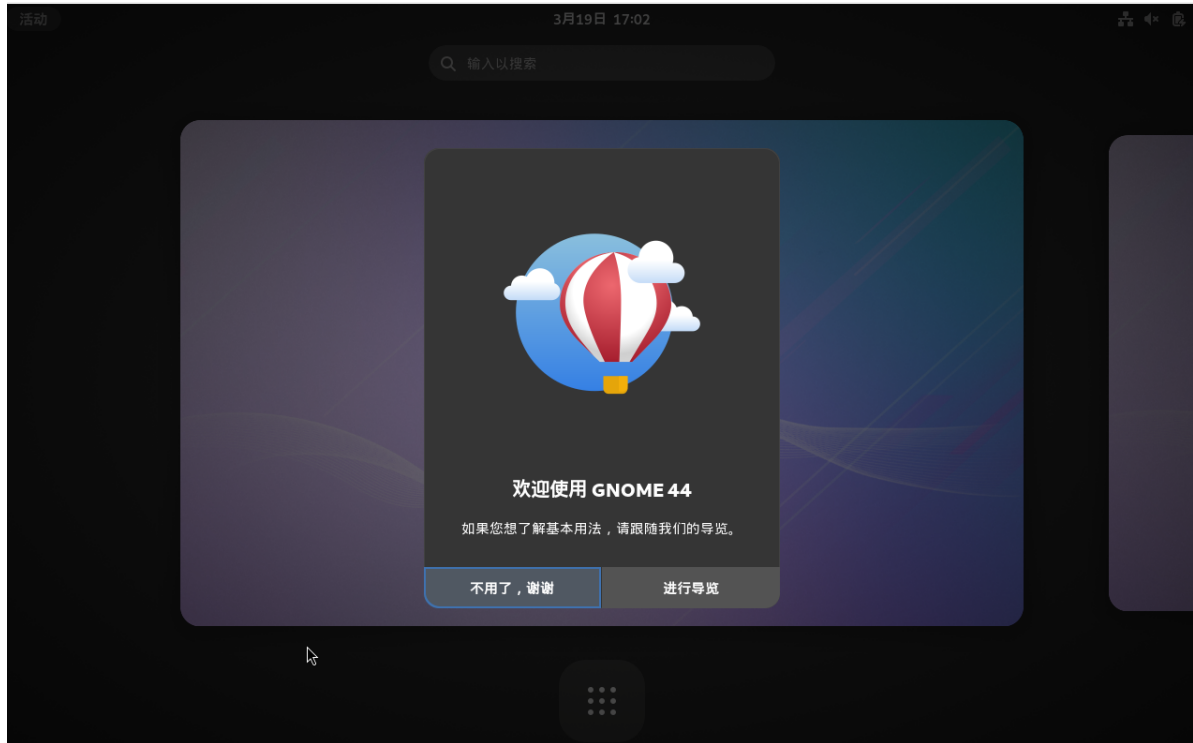 活动
3月19日 17:02
输入以搜索
欢迎使用 GNOME 44
如果您想了解基本用法，请跟随我们的导览。
不用了，谢谢
进行导览